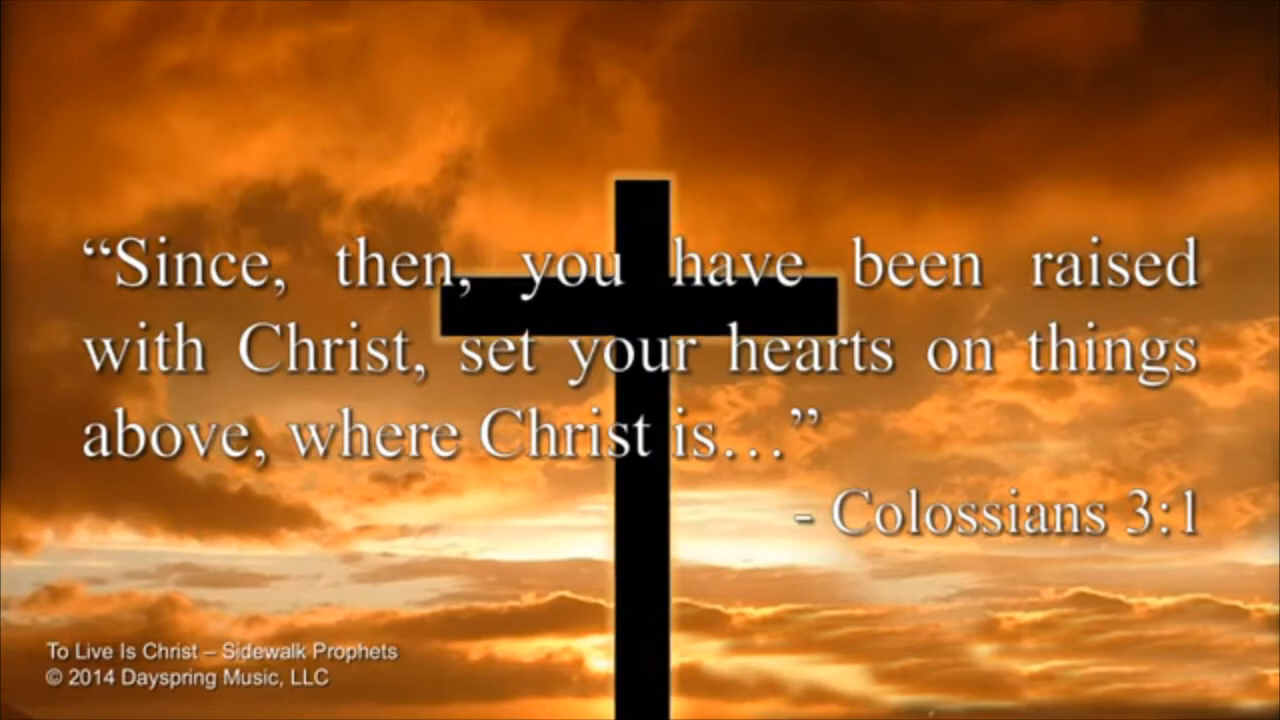 “Since, then, you have been raised
with Christ, set your hearts on things
above, where Christ is…”
- Colossians 3:1
To Live Is Christ – Sidewalk Prophets
© 2014 Dayspring Music, LLC